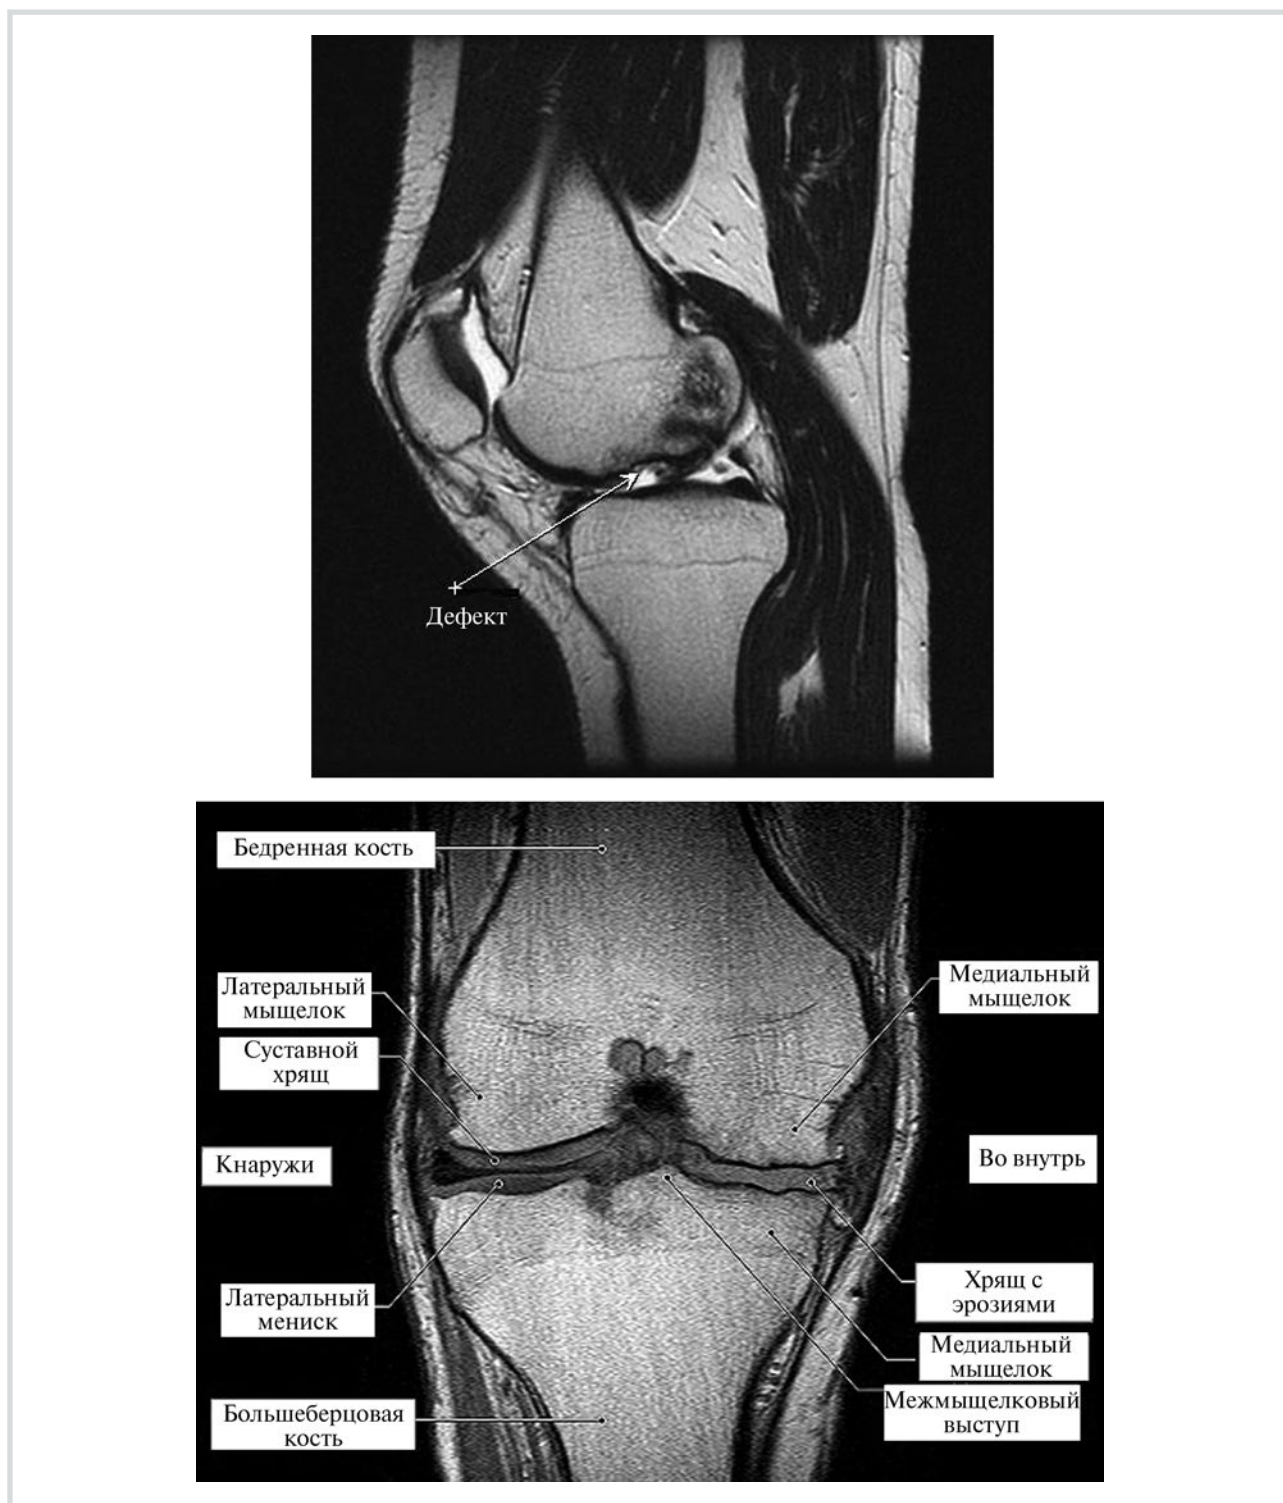 Дефект
Бедренная кость
Латеральный
мыщелок
Медиальный
мыщелок
Суставной
хрящ
Кнаружи
Во внутрь
Хрящ с
эрозиями
Латеральный
мениск
Медиальный
мыщелок
Межмыщелковый
выступ
Большеберцовая
кость